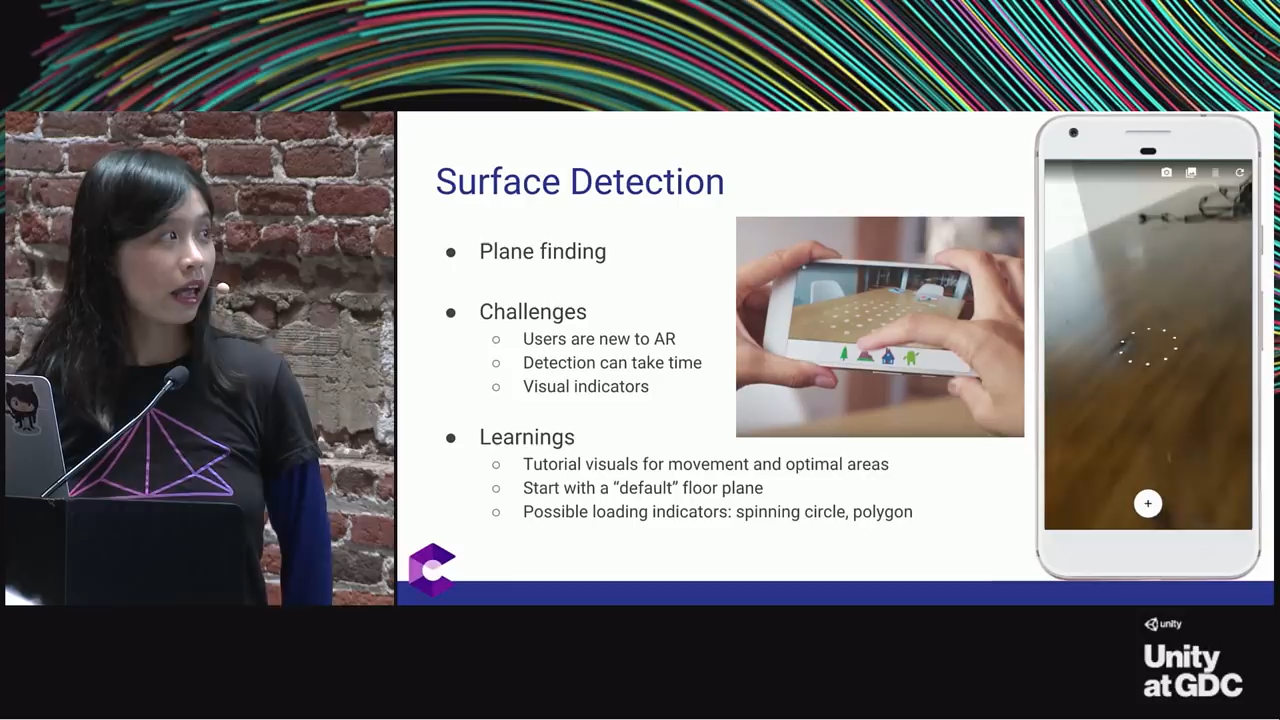 Surface Detection
Plane finding
Challenges
Users are new to AR
Detection can take time
Visual indicators
Learnings
Tutorial visuals for movement and optimal areas
Start with a “default” floor plane
Possible loading indicators: spinning circle, polygon
unity
Unity
at GDC